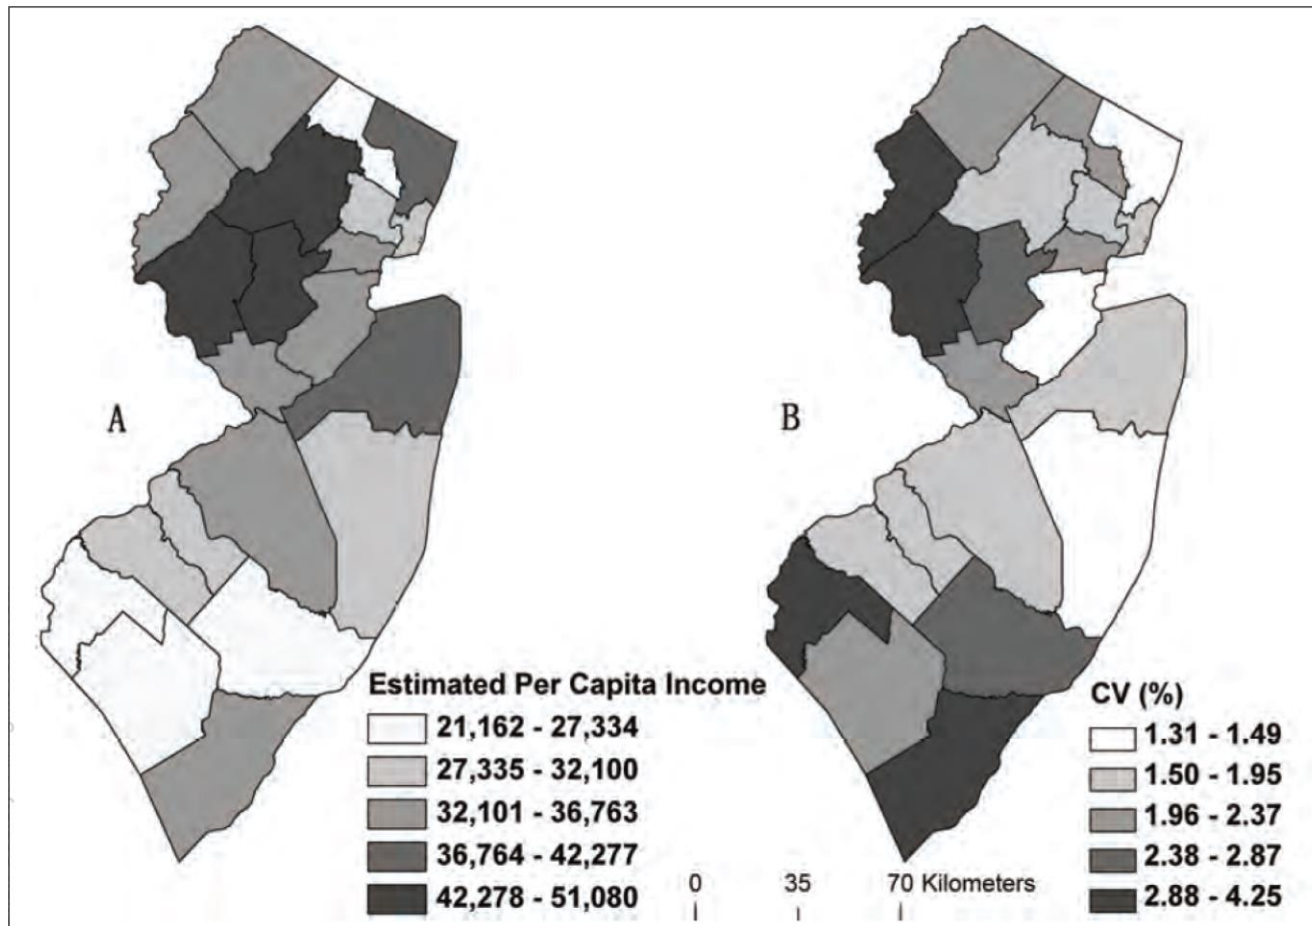 A
B
Estimated Per Capita Income
21,162 - 27,334
27,335 - 32,100
32,101 - 36,763
36,764 - 42,277
42,278 - 51,080
0 35 70 Kilometers
CV (%)
1.31 - 1.49
1.50 - 1.95
1.96 - 2.37
2.38 - 2.87
2.88 - 4.25